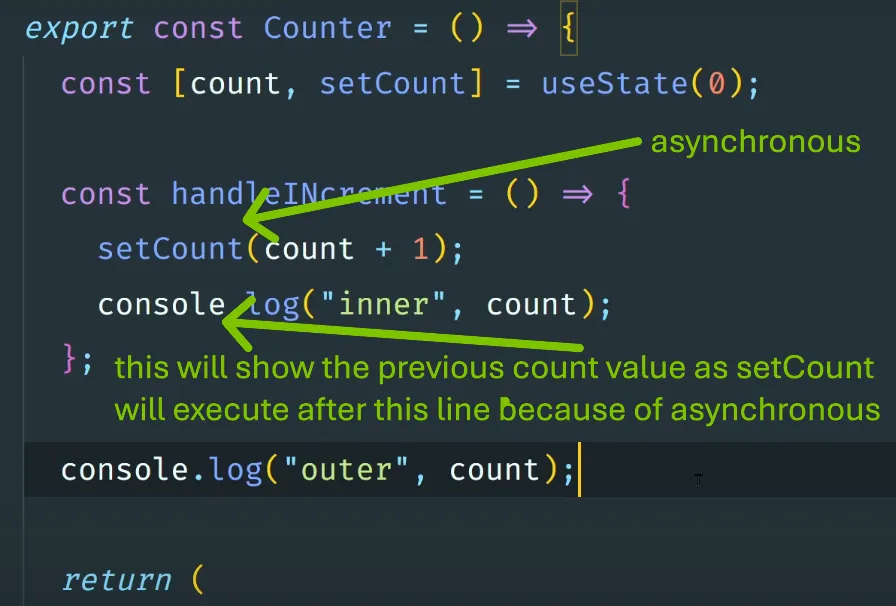 export const Counter = () => {
const [count, setCount] = useState(0);
asynchronous
const handleINcrement = () => {
setCount(count + 1);
console.log("inner", count);
};
this will show the previous count value as setCount
will execute after this line because of asynchronous
console.log("outer", count);
return (